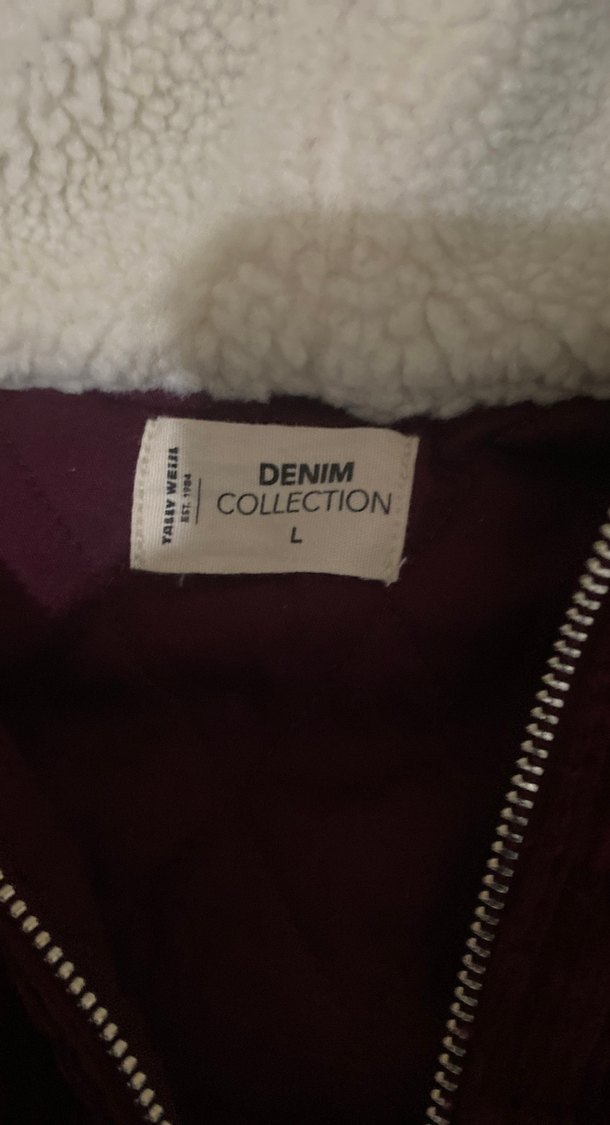 TALLY WEiJL
EST. 1984
DENIM
COLLECTION
L